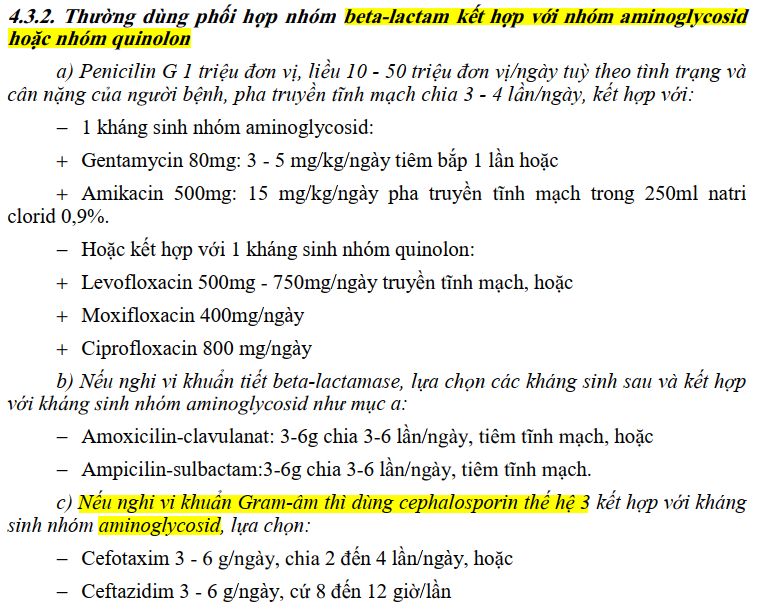 4.3.2. Thường dùng phối hợp nhóm beta-lactam kết hợp với nhóm aminoglycosid
hoặc nhóm quinolon
a) Penicilin G 1 triệu đơn vị, liều 10 - 50 triệu đơn vị/ngày tuỳ theo tình trạng và
cân nặng của người bệnh, pha truyền tĩnh mạch chia 3 - 4 lần/ngày, kết hợp với:
− 1 kháng sinh nhóm aminoglycosid:
+ Gentamycin 80mg: 3 - 5 mg/kg/ngày tiêm bắp 1 lần hoặc
+ Amikacin 500mg: 15 mg/kg/ngày pha truyền tĩnh mạch trong 250ml natri
clorid 0,9%.
− Hoặc kết hợp với 1 kháng sinh nhóm quinolon:
+ Levofloxacin 500mg - 750mg/ngày truyền tĩnh mạch, hoặc
+ Moxifloxacin 400mg/ngày
+ Ciprofloxacin 800 mg/ngày
b) Nếu nghi vi khuẩn tiết beta-lactamase, lựa chọn các kháng sinh sau và kết hợp
với kháng sinh nhóm aminoglycosid như mục a:
− Amoxicilin-clavulanat: 3-6g chia 3-6 lần/ngày, tiêm tĩnh mạch, hoặc
− Ampicilin-sulbactam:3-6g chia 3-6 lần/ngày, tiêm tĩnh mạch.
c) Nếu nghi vi khuẩn Gram-âm thì dùng cephalosporin thế hệ 3 kết hợp với kháng
sinh nhóm aminoglycosid, lựa chọn:
− Cefotaxim 3 - 6 g/ngày, chia 2 đến 4 lần/ngày, hoặc
− Ceftazidim 3 - 6 g/ngày, cứ 8 đến 12 giờ/lần